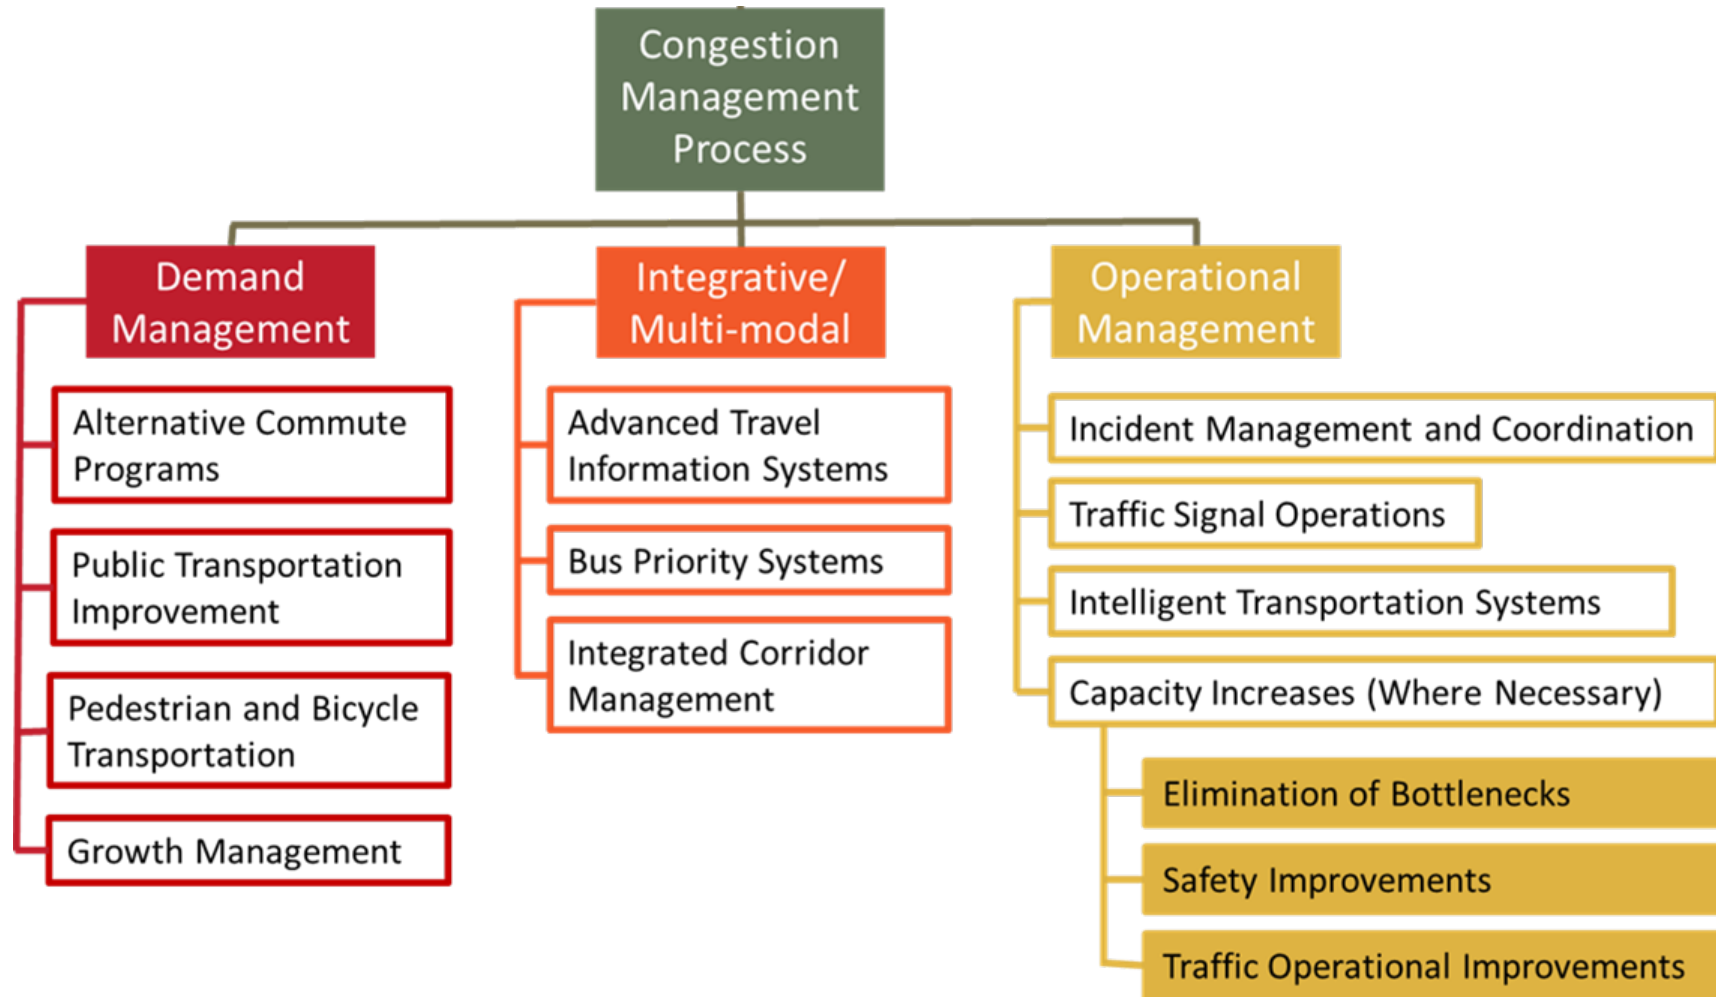 Congestion
Management
Process
Demand
Management
Alternative Commute
Programs
Public Transportation
Improvement
Pedestrian and Bicycle
Transportation
Growth Management
Integrative/
Multi-modal
Advanced Travel
Information Systems
Bus Priority Systems
Integrated Corridor
Management
Operational
Management
Incident Management and Coordination
Traffic Signal Operations
Intelligent Transportation Systems
Capacity Increases (Where Necessary)
Elimination of Bottlenecks
Safety Improvements
Traffic Operational Improvements